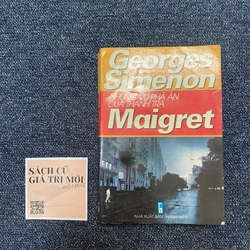 Georges
Simenon
NHỮNG VỤ PHÁ ÁN
CỦA THANH TRA
Maigret
SÁCH CŨ
GIÁ TRỊ MỚI
NHÀ XUẤT BẢN THANH NIÊN